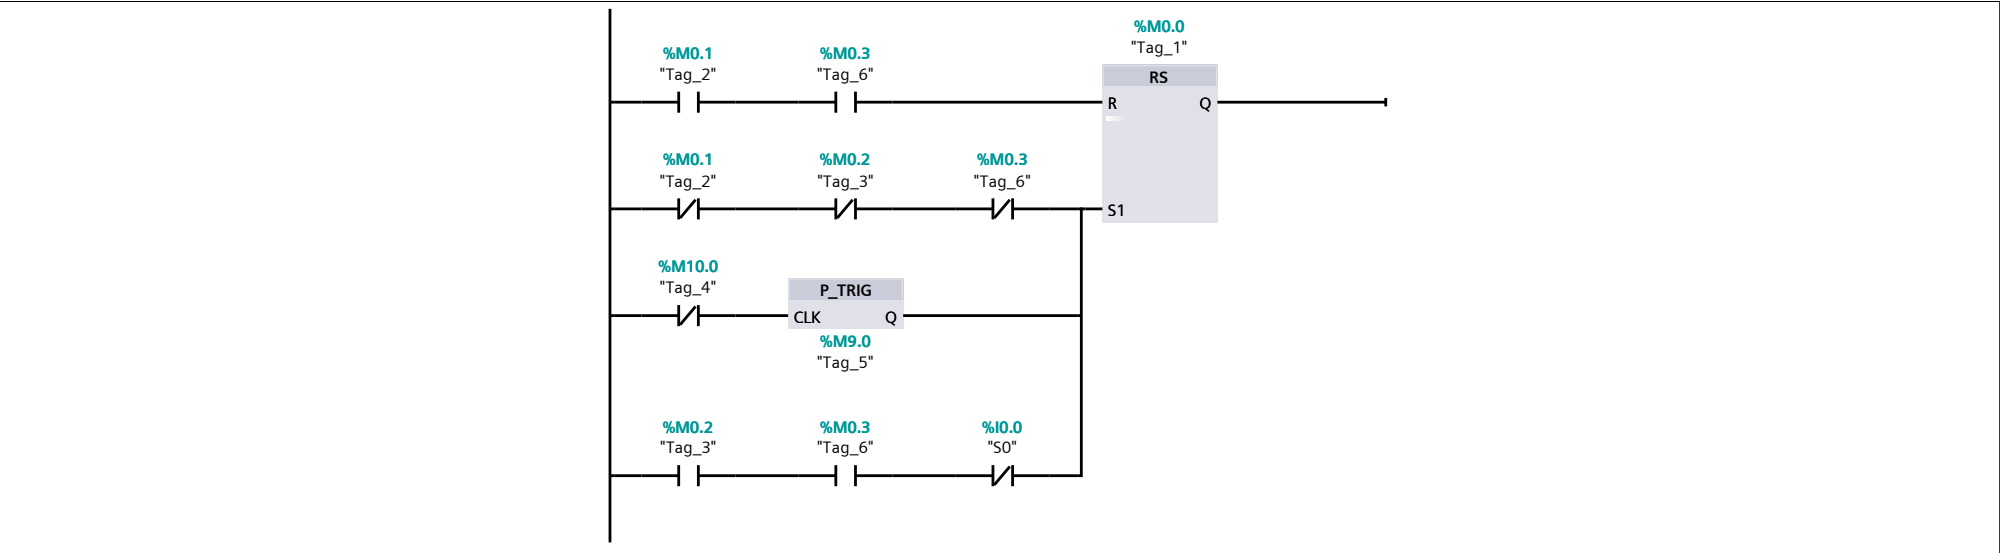 %M0.0
"Tag_1"
%M0.1
%M0.3
"Tag_2"
"Tag_6"
RS
R
Q
%M0.1
%M0.2
%M0.3
"Tag_2"
"Tag_3"
"Tag_6"
S1
%M10.0
"Tag_4"
P_TRIG
CLK
Q
%M9.0
"Tag_5"
%M0.2
%M0.3
%I0.0
"Tag_3"
"Tag_6"
"S0"